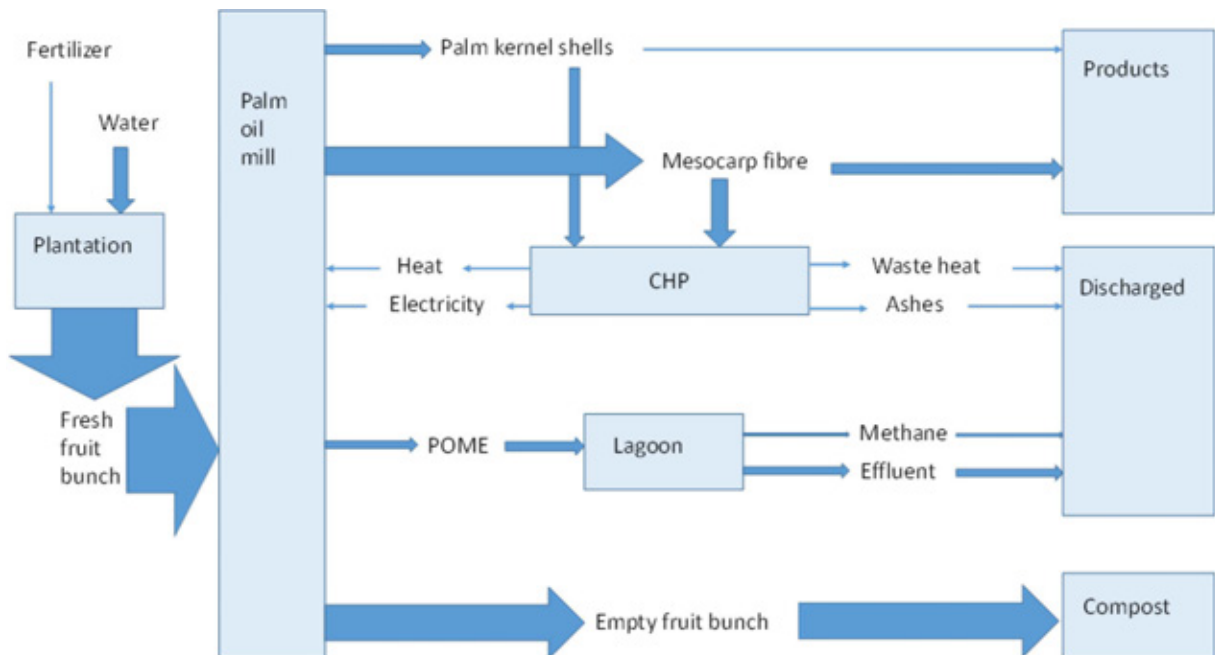 Fertilizer
Water
Plantation
Fresh
fruit
bunch
Palm
oil
mill
Palm kernel shells
Mesocarp fibre
Heat
Electricity
CHP
Waste heat
Ashes
POME
Lagoon
Methane
Effluent
Empty fruit bunch
Products
Discharged
Compost